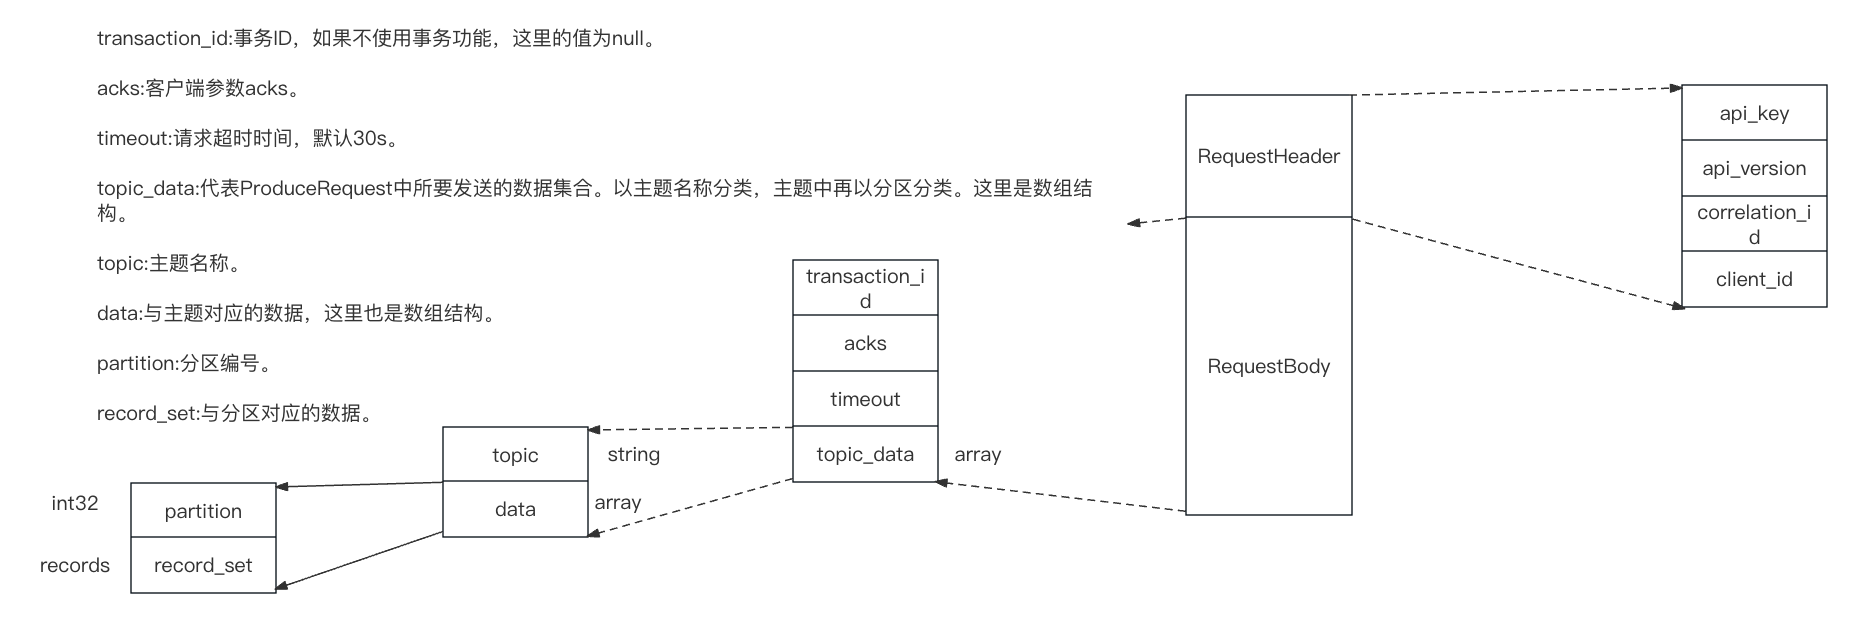 transaction_id:事务ID，如果不使用事务功能，这里的值为null。
acks:客户端参数acks。
timeout:请求超时时间，默认30s。
topic_data:代表ProduceRequest中所要发送的数据集合。以主题名称分类，主题中再以分区分类。这里是数组结
构。
topic:主题名称。
data:与主题对应的数据，这里也是数组结构。
partition:分区编号。
record_set:与分区对应的数据。
RequestHeader
RequestBody
api_key
api_version
correlation_i
d
client_id
transaction_i
d
acks
timeout
topic_data
array
topic
string
data
array
int32
partition
records
record_set